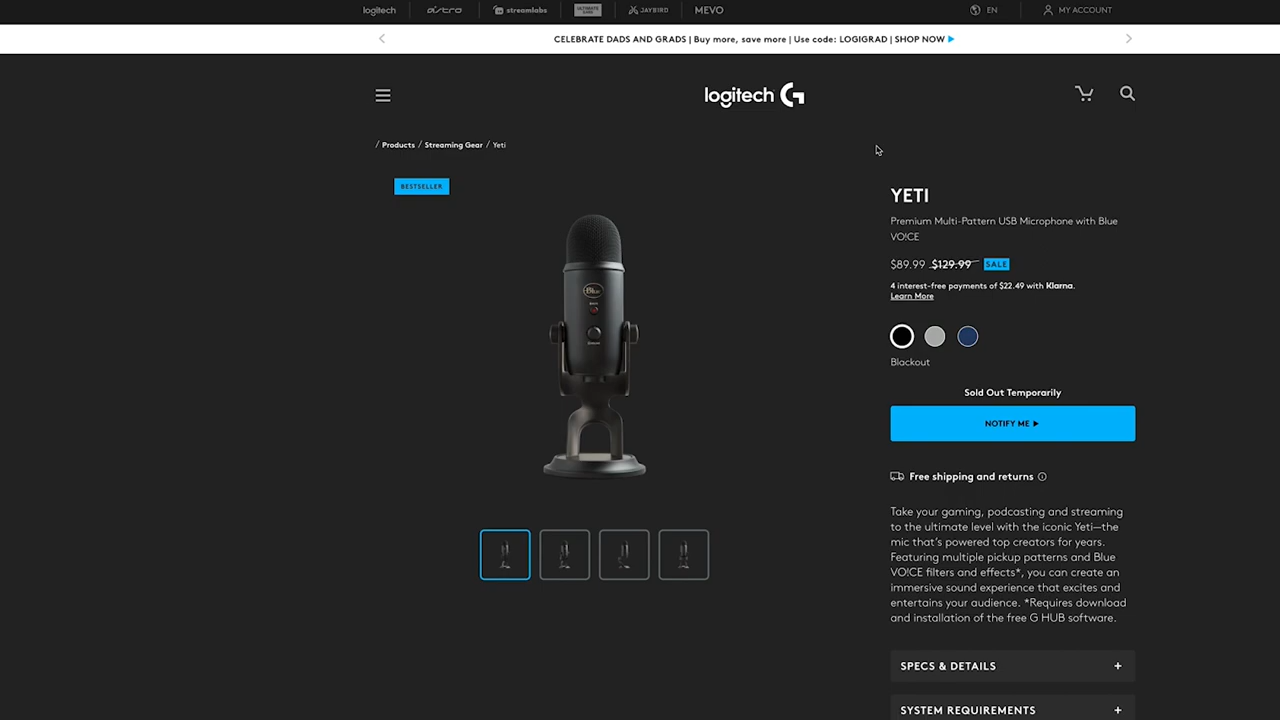 logitech
ASTRO
streamlabs
ULTIMATE EARS
JAYBIRD
MEVO
EN
MY ACCOUNT
CELEBRATE DADS AND GRADS | Buy more, save more | Use code: LOGIGRAD | SHOP NOW ▶
logitech G
/ Products / Streaming Gear / Yeti
BESTSELLER
YETI
Premium Multi-Pattern USB Microphone with Blue
VO!CE
$89.99 $129.99 SALE
4 interest-free payments of $22.49 with Klarna.
Learn More
Blackout
Sold Out Temporarily
NOTIFY ME ▶
Free shipping and returns
Take your gaming, podcasting and streaming
to the ultimate level with the iconic Yeti—the
mic that's powered top creators for years.
Featuring multiple pickup patterns and Blue
VO!CE filters and effects*, you can create an
immersive sound experience that excites and
entertains your audience. *Requires download
and installation of the free G HUB software.
SPECS & DETAILS +
SYSTEM REQUIREMENTS +
Blue